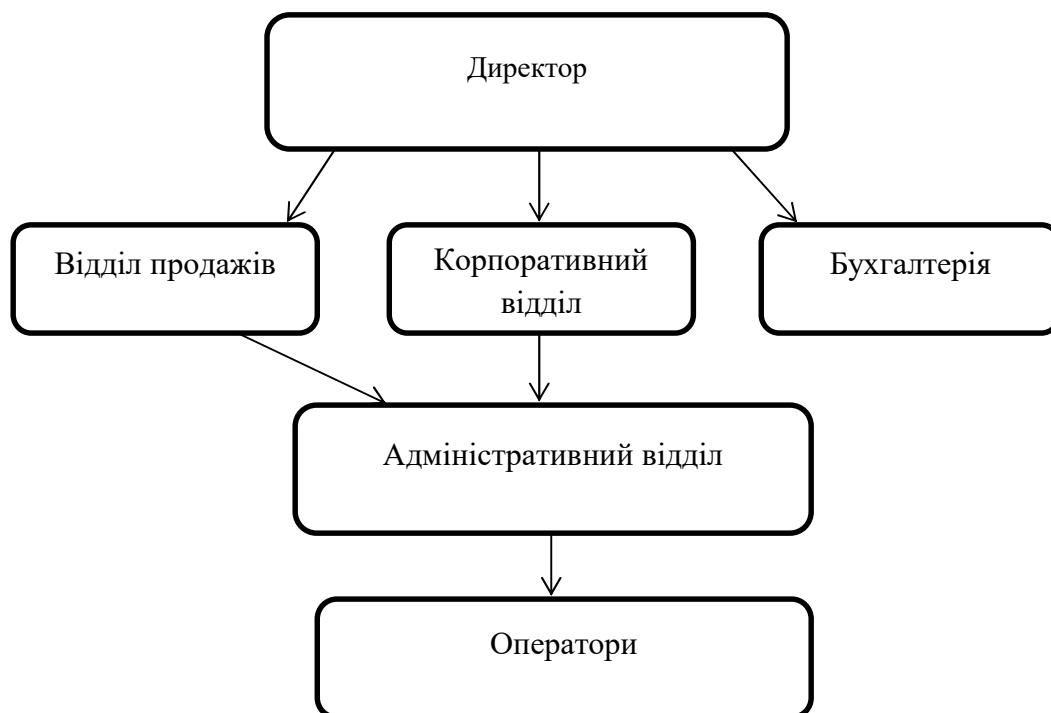 Директор
Відділ продажів
Корпоративний
відділ
Бухгалтерія
Адміністративний відділ
Оператори